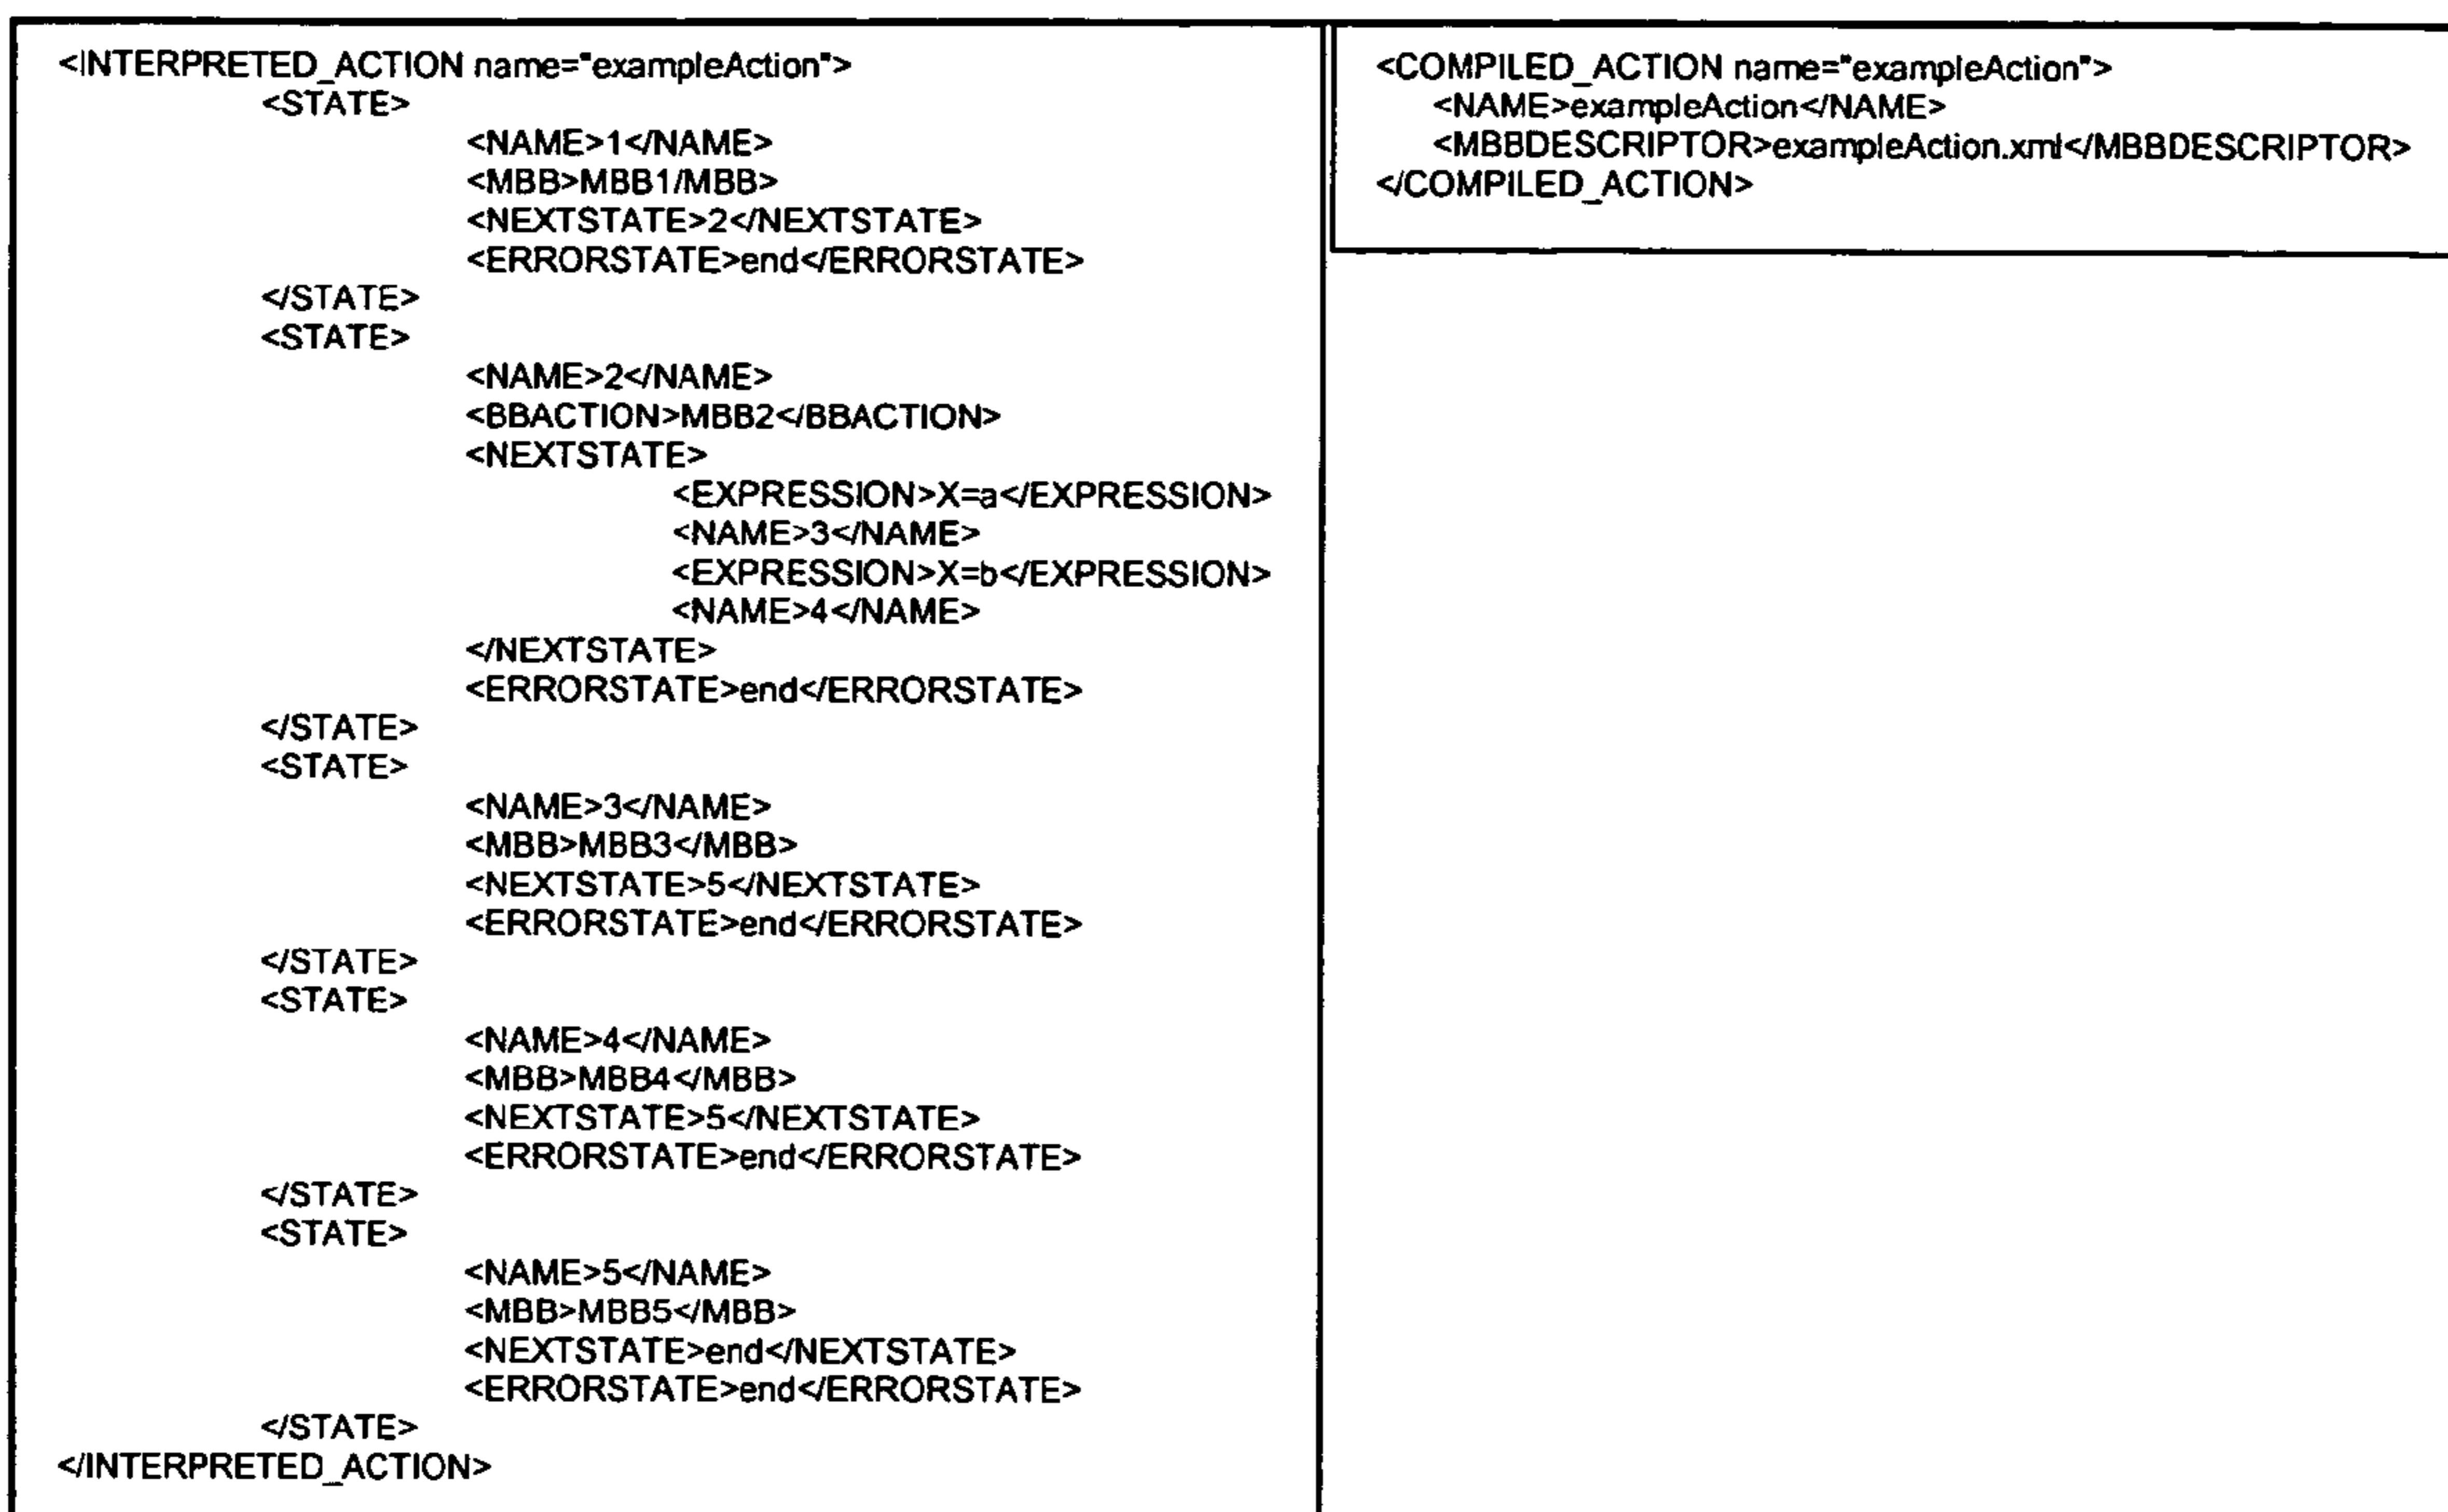 <INTERPRETED_ACTION name="exampleAction">
<STATE>
<NAME>1</NAME>
<MBB>MBB1/MBB>
<NEXTSTATE>2</NEXTSTATE>
<ERRORSTATE>end</ERRORSTATE>
</STATE>
<STATE>
<NAME>2</NAME>
<BBACTION>MBB2</BBACTION>
<NEXTSTATE>
<EXPRESSION>X=a</EXPRESSION>
<NAME>3</NAME>
<EXPRESSION>X=b</EXPRESSION>
<NAME>4</NAME>
</NEXTSTATE>
<ERRORSTATE>end</ERRORSTATE>
</STATE>
<STATE>
<NAME>3</NAME>
<MBB>MBB3</MBB>
<NEXTSTATE>5</NEXTSTATE>
<ERRORSTATE>end</ERRORSTATE>
</STATE>
<STATE>
<NAME>4</NAME>
<MBB>MBB4</MBB>
<NEXTSTATE>5</NEXTSTATE>
<ERRORSTATE>end</ERRORSTATE>
</STATE>
<STATE>
<NAME>5</NAME>
<MBB>MBB5</MBB>
<NEXTSTATE>end</NEXTSTATE>
<ERRORSTATE>end</ERRORSTATE>
</STATE>
</INTERPRETED_ACTION>
<COMPILED_ACTION name="exampleAction">
<NAME>exampleAction</NAME>
<MBBDESCRIPTOR>exampleAction.xml</MBBDESCRIPTOR>
</COMPILED_ACTION>